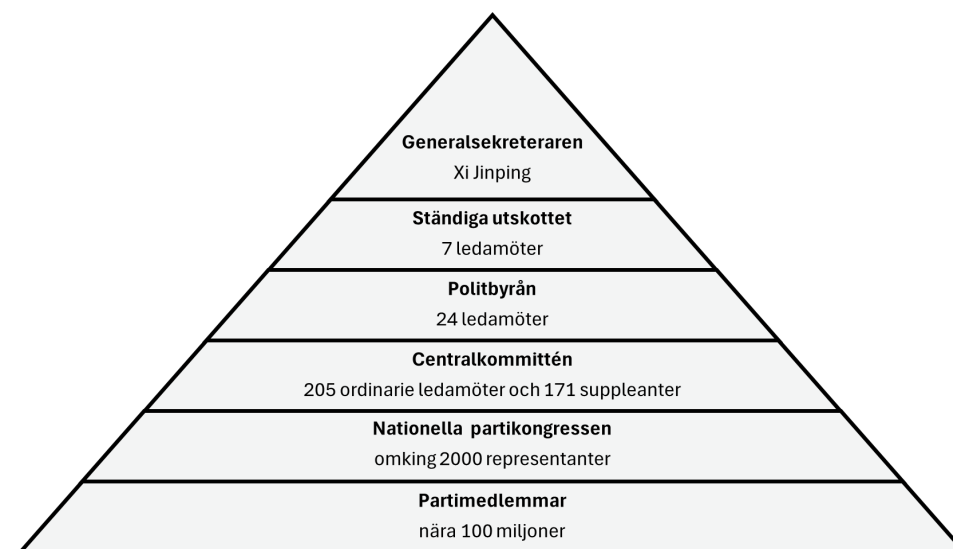 Generalsekreteraren
Xi Jinping
Ständiga utskottet
7 ledamöter
Politbyrån
24 ledamöter
Centralkommittén
205 ordinarie ledamöter och 171 suppleanter
Nationella partikongressen
omking 2000 representanter
Partimedlemmar
nära 100 miljoner